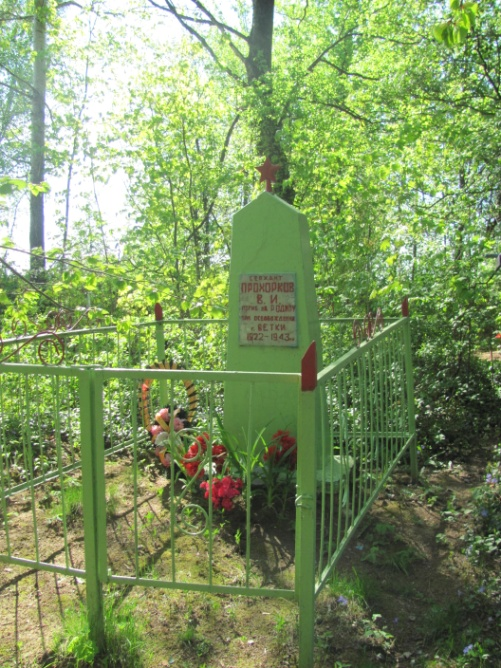 СЕРЖАНТ
ПРОХОРКОВ
В. И.
ПОГИБ ЗА РОДИНУ
ПРИ ОСВОБОЖДЕНИИ
с ВЕТКИ
1922-1943